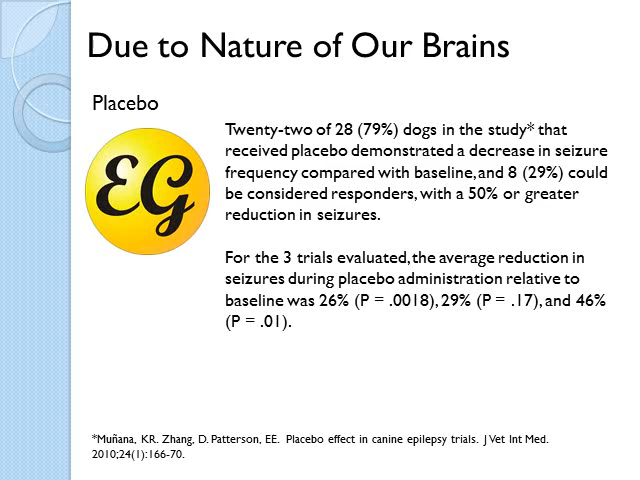 Due to Nature of Our Brains
Placebo
EG
Twenty-two of 28 (79%) dogs in the study* that
received placebo demonstrated a decrease in seizure
frequency compared with baseline, and 8 (29%) could
be considered responders, with a 50% or greater
reduction in seizures.
For the 3 trials evaluated, the average reduction in
seizures during placebo administration relative to
baseline was 26% (P = .0018), 29% (P = .17), and 46%
(P = .01).
*Muñana, KR. Zhang, D. Patterson, EE. Placebo effect in canine epilepsy trials. J Vet Int Med.
2010;24(1):166-70.